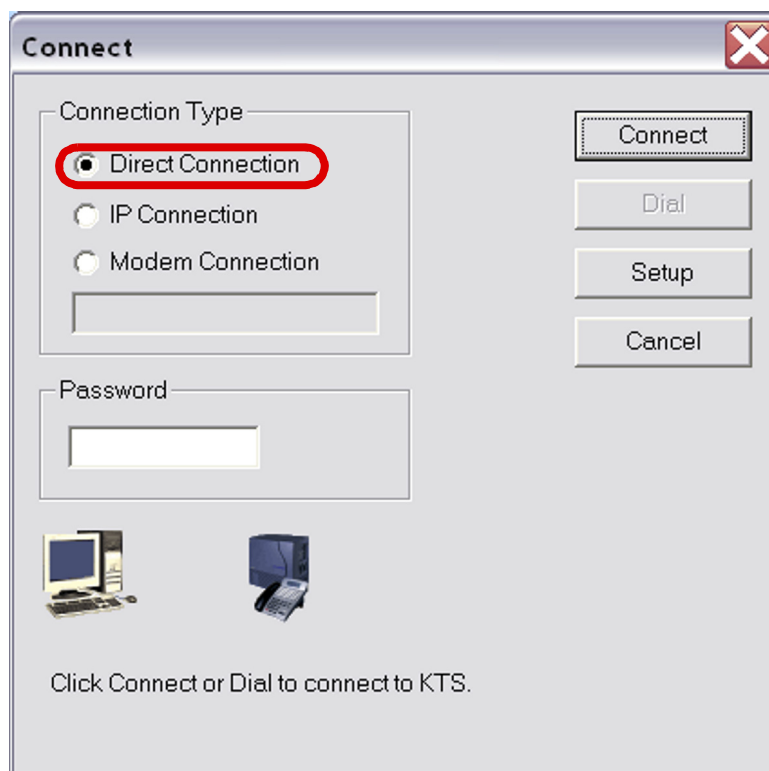 Connect
Connection Type
Direct Connection
IP Connection
Modem Connection
Connect
Dial
Setup
Cancel
Password
Click Connect or Dial to connect to KTS.